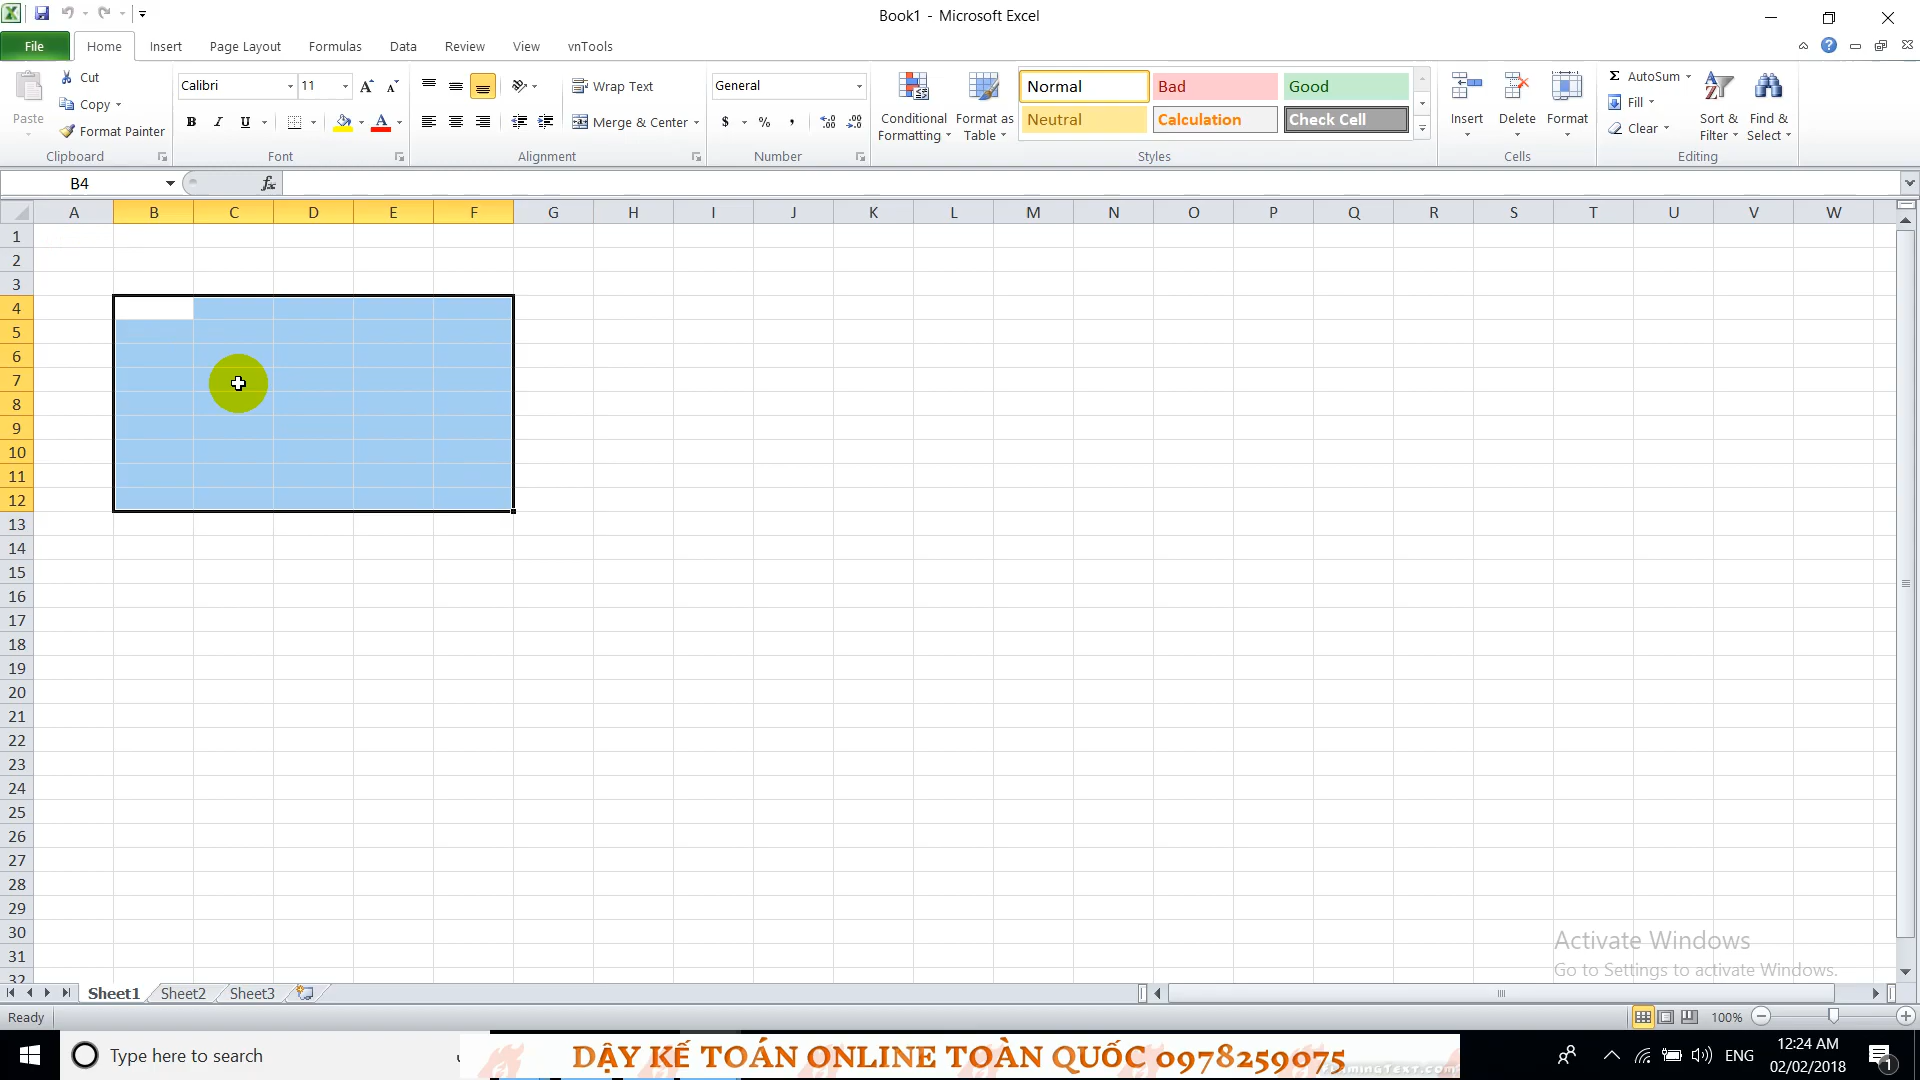 Book1 - Microsoft Excel
File Home Insert Page Layout Formulas Data Review View vnTools
Paste
Cut
Copy
Format Painter
Clipboard
Calibri 11
B I U
Font
Wrap Text
Merge & Center
Alignment
General
$ % ,
Number
Conditional Formatting
Format as Table
Normal Bad Good
Neutral Calculation Check Cell
Styles
Insert Delete Format
Cells
Σ AutoSum
Fill
Clear
Sort & Filter
Find & Select
Editing
B4 fx
A B C D E F G H I J K L M N O P Q R S T U V W
1
2
3
4
5
6
7
8
9
10
11
12
13
14
15
16
17
18
19
20
21
22
23
24
25
26
27
28
29
30
31
32
Activate Windows
Go to Settings to activate Windows.
Sheet1 Sheet2 Sheet3
Ready 100%
Type here to search
DẬY KẾ TOÁN ONLINE TOÀN QUỐC 0978259075
FlamingText.com
ENG
12:24 AM
02/02/2018
1